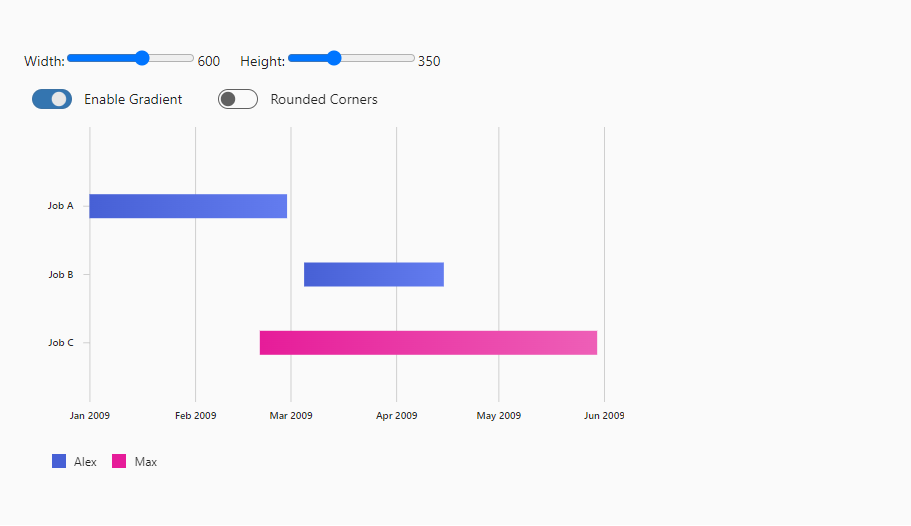 Width: 600 Height: 350
Enable Gradient Rounded Corners
Job A
Job B
Job C
Jan 2009 Feb 2009 Mar 2009 Apr 2009 May 2009 Jun 2009
Alex Max